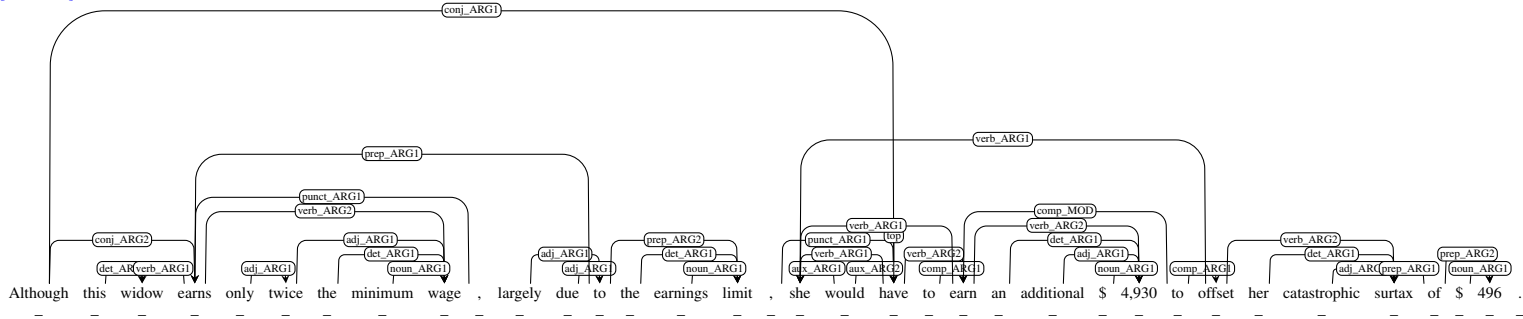 conj_ARG1
verb_ARG1
prep_ARG1
punct_ARG1
verb_ARG2 comp_MOD
verb_ARG1 verb_ARG2
conj_ARG2 adj_ARG1 prep_ARG2 punct_ARG1 top det_ARG1 verb_ARG2
det_ARG1 adj_ARG1 det_ARG1 verb_ARG1 verb_ARG2 adj_ARG1 det_ARG1 prep_ARG2
verb_ARG1 adj_ARG1 noun_ARG1 noun_ARG1 aux_ARG1 aux_ARG2 comp_ARG1 noun_ARG1 comp_ARG1 prep_ARG1 noun_ARG1
Although this widow earns only twice the minimum wage , largely due to the earnings limit , she would have to earn an additional $ 4,930 to offset her catastrophic surtax of $ 496 .
_ _ _ _ _ _ _ _ _ _ _ _ _ _ _ _ _ _ _ _ _ _ _ _ _ _ _ _ _ _ _ _ _ _ _